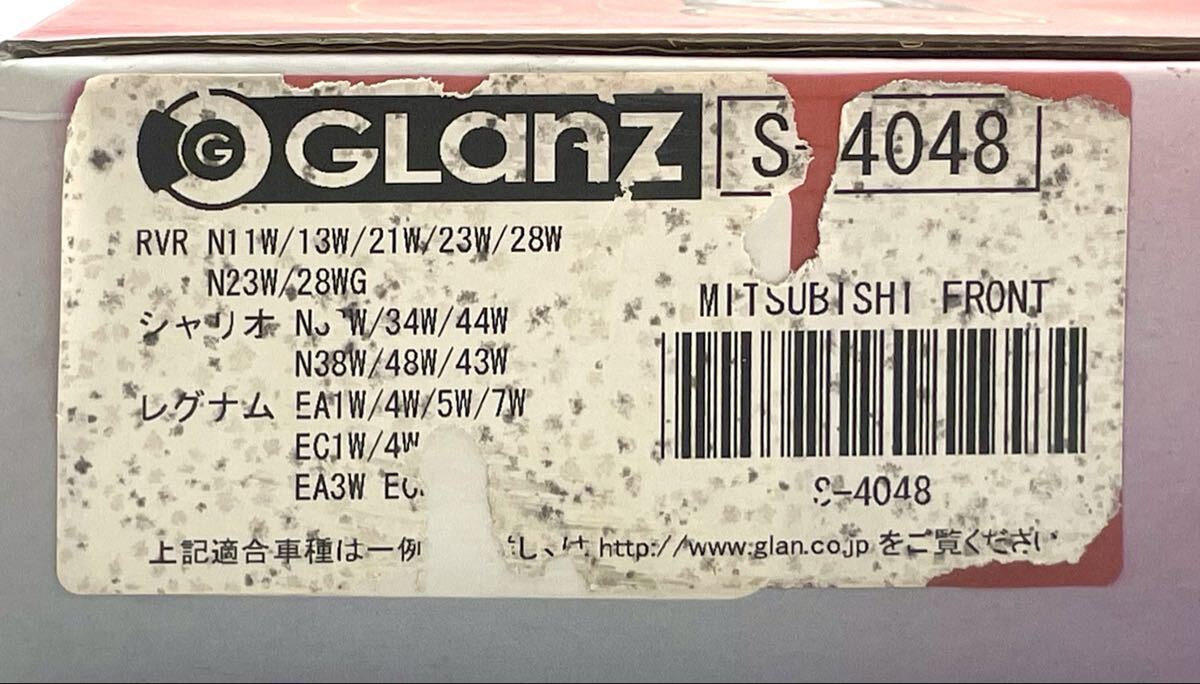 G GLanz S-4048
RVR N11W/13W/21W/23W/28W
N23W/28WG
MITSUBISHI FRONT
シャリオ /34W/44W
N38W/48W/43W
レグナム EA1W/4W/5W/7W
EC1W/4W
EA3W
S-4048
上記適合車種は一例 http://www.glan.co.jp をご覧ください